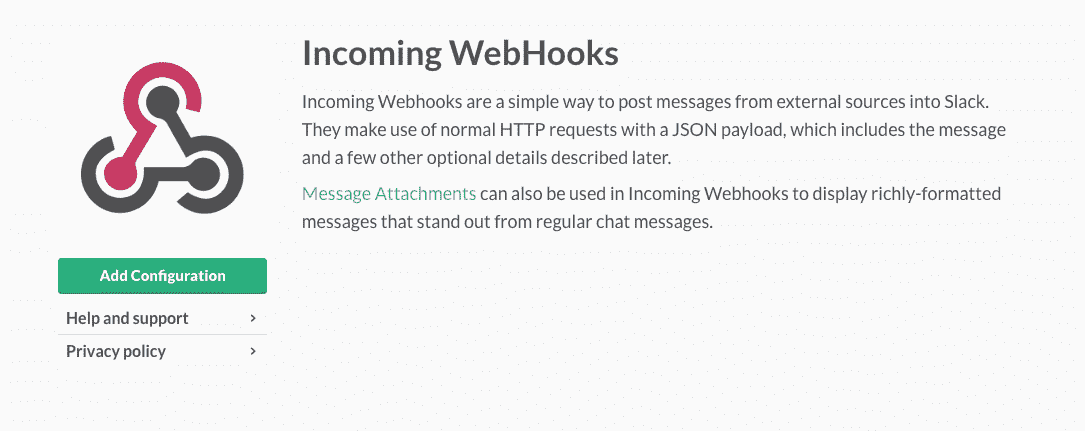 Incoming WebHooks
Incoming Webhooks are a simple way to post messages from external sources into Slack.
They make use of normal HTTP requests with a JSON payload, which includes the message
and a few other optional details described later.
Message Attachments can also be used in Incoming Webhooks to display richly-formatted
messages that stand out from regular chat messages.
Add Configuration
Help and support
Privacy policy